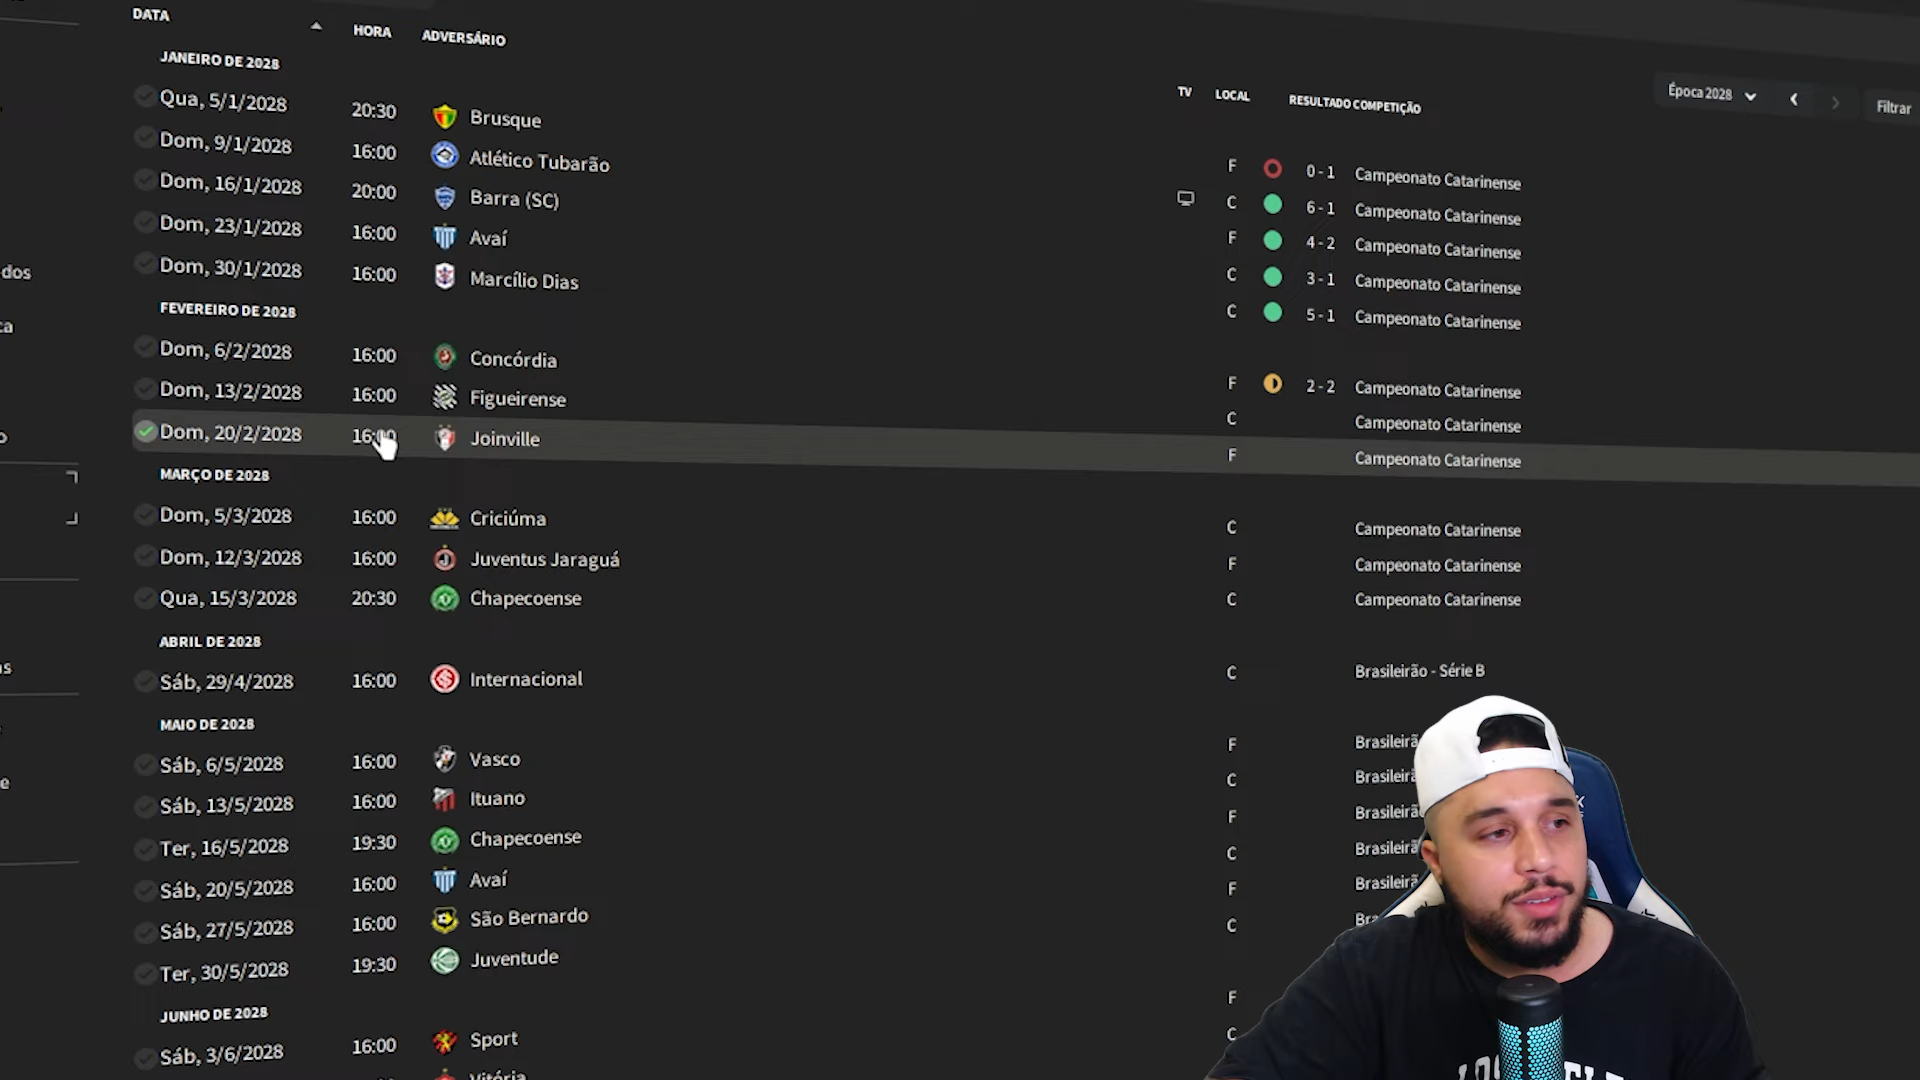 DATA HORA ADVERSÁRIO TV LOCAL RESULTADO COMPETIÇÃO
Época 2028 Filtrar
JANEIRO DE 2028
Qua, 5/1/2028 20:30 Brusque F 0 - 1 Campeonato Catarinense
Dom, 9/1/2028 16:00 Atlético Tubarão C 6 - 1 Campeonato Catarinense
Dom, 16/1/2028 20:00 Barra (SC) F 4 - 2 Campeonato Catarinense
Dom, 23/1/2028 16:00 Avaí C 3 - 1 Campeonato Catarinense
Dom, 30/1/2028 16:00 Marcílio Dias C 5 - 1 Campeonato Catarinense
FEVEREIRO DE 2028
Dom, 6/2/2028 16:00 Concórdia F 2 - 2 Campeonato Catarinense
Dom, 13/2/2028 16:00 Figueirense C Campeonato Catarinense
Dom, 20/2/2028 16:00 Joinville F Campeonato Catarinense
MARÇO DE 2028
Dom, 5/3/2028 16:00 Criciúma C Campeonato Catarinense
Dom, 12/3/2028 16:00 Juventus Jaraguá F Campeonato Catarinense
Qua, 15/3/2028 20:30 Chapecoense C Campeonato Catarinense
ABRIL DE 2028
Sáb, 29/4/2028 16:00 Internacional C Brasileirão - Série B
MAIO DE 2028
Sáb, 6/5/2028 16:00 Vasco F
Sáb, 13/5/2028 16:00 Ituano C
Ter, 16/5/2028 19:30 Chapecoense F
Sáb, 20/5/2028 16:00 Avaí C
Sáb, 27/5/2028 16:00 São Bernardo F
Ter, 30/5/2028 19:30 Juventude C
JUNHO DE 2028
Sáb, 3/6/2028 16:00 Sport F
Vitória C